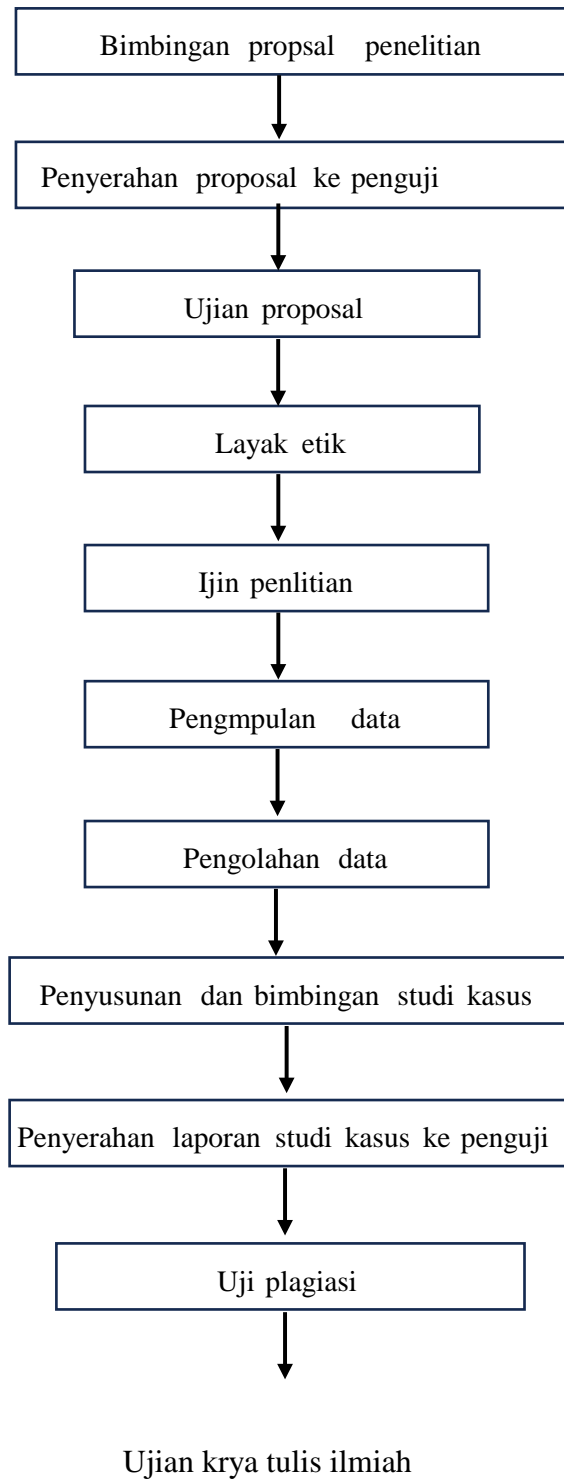 Bimbingan propsal penelitian
Penyerahan proposal ke penguji
Ujian proposal
Layak etik
Ijin penlitian
Pengmpulan data
Pengolahan data
Penyusunan dan bimbingan studi kasus
Penyerahan laporan studi kasus ke penguji
Uji plagiasi
Ujian krya tulis ilmiah